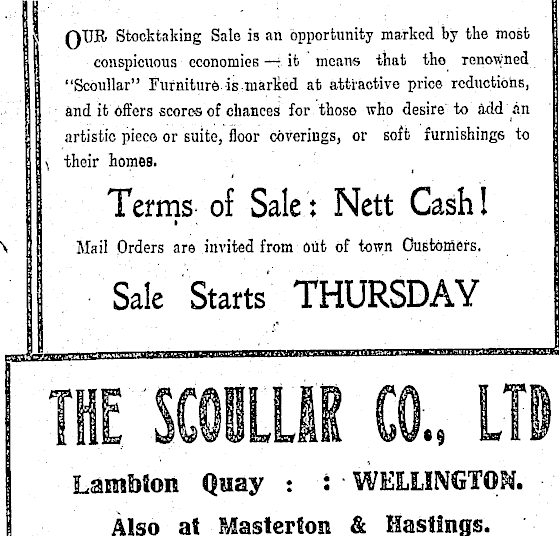 OUR Stocktaking Sale is an opportunity marked by the most
conspicuous economies — it means that the renowned
"Scoullar" Furniture is marked at attractive price reductions,
and it offers scores of chances for those who desire to add an
artistic piece or suite, floor coverings, or soft furnishings to
their homes.
Terms of Sale: Nett Cash!
Mail Orders are invited from out of town Customers.
Sale Starts THURSDAY
THE SCOULLAR CO., LTD
Lambton Quay : : WELLINGTON.
Also at Masterton & Hastings.